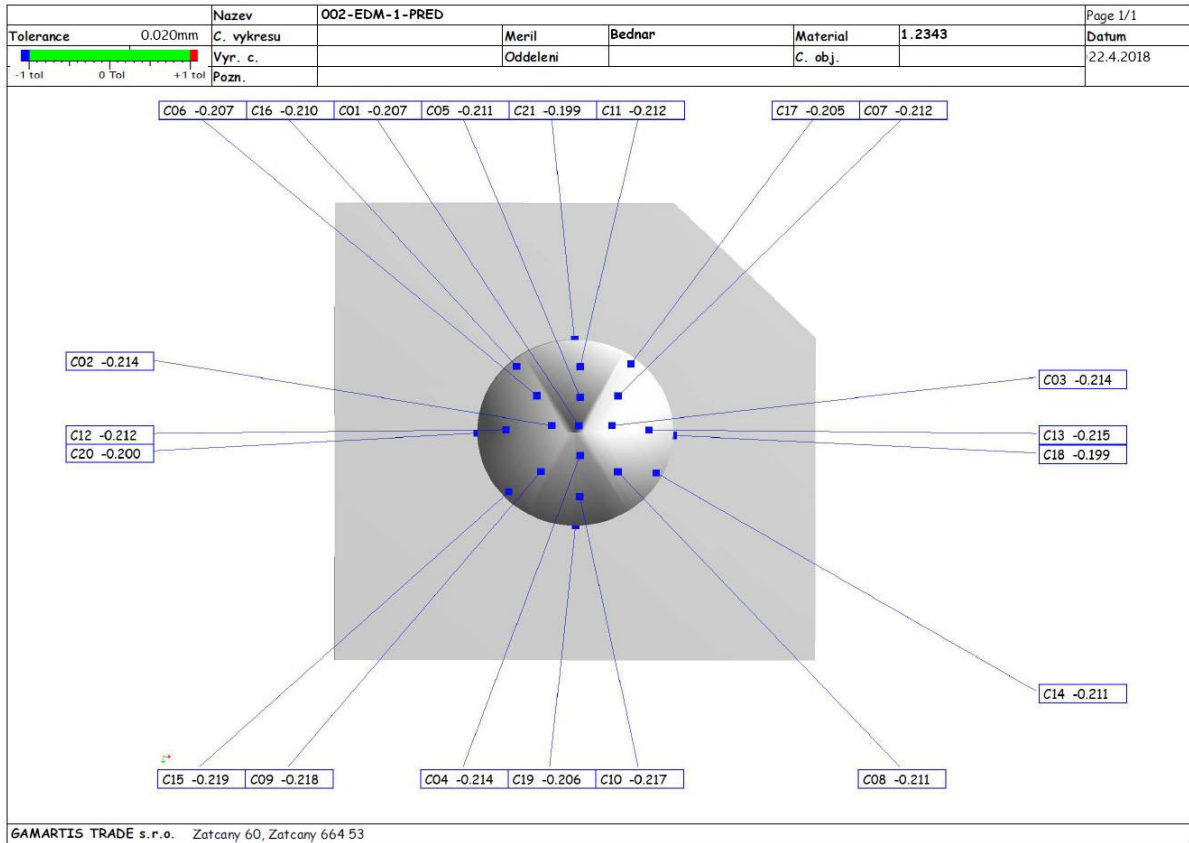 Nazev 002-EDM-1-PRED Page 1/1
Tolerance 0.020mm C. vykresu Meril Bednar Material 1.2343 Datum
Vyr. c. Oddeleni C. obj. 22.4.2018
-1 tol 0 Tol +1 tol Pozn.
C06 -0.207 C16 -0.210 C01 -0.207 C05 -0.211 C21 -0.199 C11 -0.212 C17 -0.205 C07 -0.212
C02 -0.214
C03 -0.214
C12 -0.212 C13 -0.215
C20 -0.200 C18 -0.199
C14 -0.211
C15 -0.219 C09 -0.218 C04 -0.214 C19 -0.206 C10 -0.217 C08 -0.211
GAMARTIS TRADE s.r.o. Zatcany 60, Zatcany 664 53